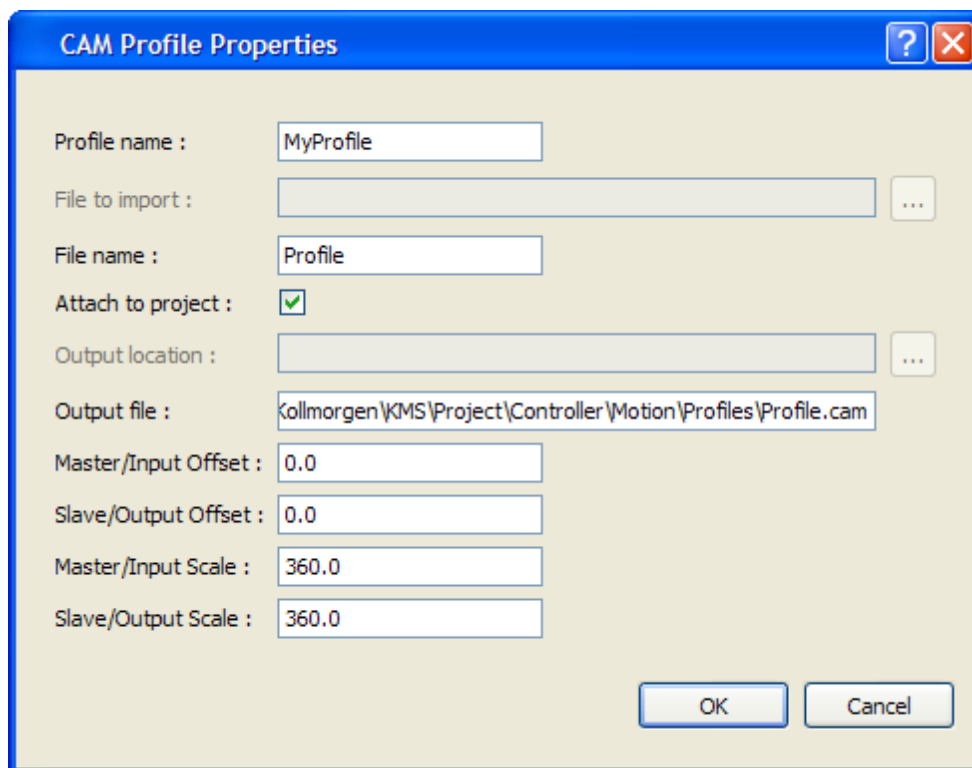 CAM Profile Properties
?
Profile name : MyProfile
File to import : ...
File name : Profile
Attach to project :
Output location : ...
Output file : Kollmorgen\KMS\Project\Controller\Motion\Profiles\Profile.cam
Master/Input Offset : 0.0
Slave/Output Offset : 0.0
Master/Input Scale : 360.0
Slave/Output Scale : 360.0
OK Cancel